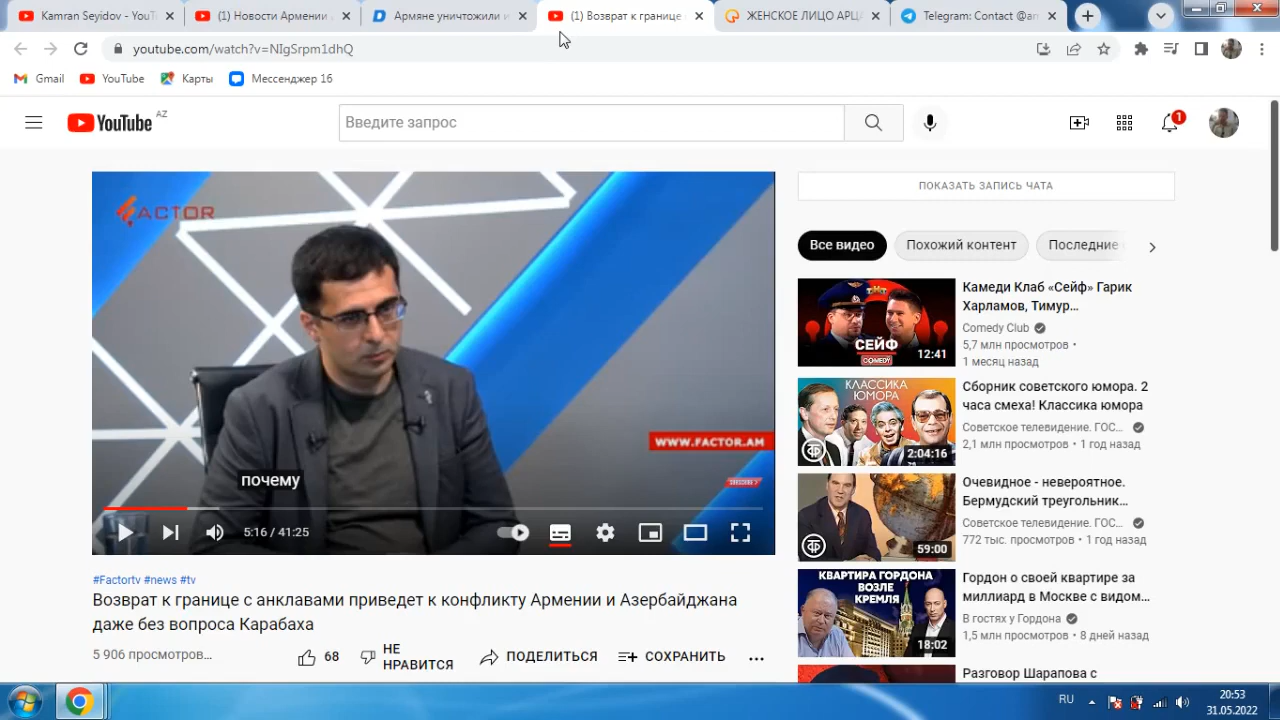 Kamran Seyidov - YouT
(1) Новости Армении
Армяне уничтожили и
(1) Возврат к границе
ЖЕНСКОЕ ЛИЦО АРЦА
Telegram: Contact @ar
youtube.com/watch?v=NIgSrpm1dhQ
Gmail
YouTube
Карты
Мессенджер 16
YouTube AZ
Введите запрос
1
FACTOR
WWW.FACTOR.AM
SUBSCRIBE
почему
5:16 / 41:25
#Factortv #news #tv
Возврат к границе с анклавами приведет к конфликту Армении и Азербайджана
даже без вопроса Карабаха
5 906 просмотров...
68
НЕ
НРАВИТСЯ
ПОДЕЛИТЬСЯ
СОХРАНИТЬ
ПОКАЗАТЬ ЗАПИСЬ ЧАТА
Все видео
Похожий контент
Последние
ТНТ
СЕЙФ
COMEDY
12:41
Камеди Клаб «Сейф» Гарик
Харламов, Тимур...
Comedy Club
5,7 млн просмотров •
1 месяц назад
КЛАССИКА
ЮМОРА
2:04:16
Сборник советского юмора. 2
часа смеха! Классика юмора
Советское телевидение. ГОС...
2,1 млн просмотров • 1 год назад
59:00
Очевидное - невероятное.
Бермудский треугольник...
Советское телевидение. ГОС...
772 тыс. просмотров • 1 год назад
КВАРТИРА ГОРДОНА
ВОЗЛЕ
КРЕМЛЯ
18:02
Гордон о своей квартире за
миллиард в Москве с видом...
В гостях у Гордона
1,5 млн просмотров • 8 дней назад
Разговор Шарапова с
RU
20:53
31.05.2022